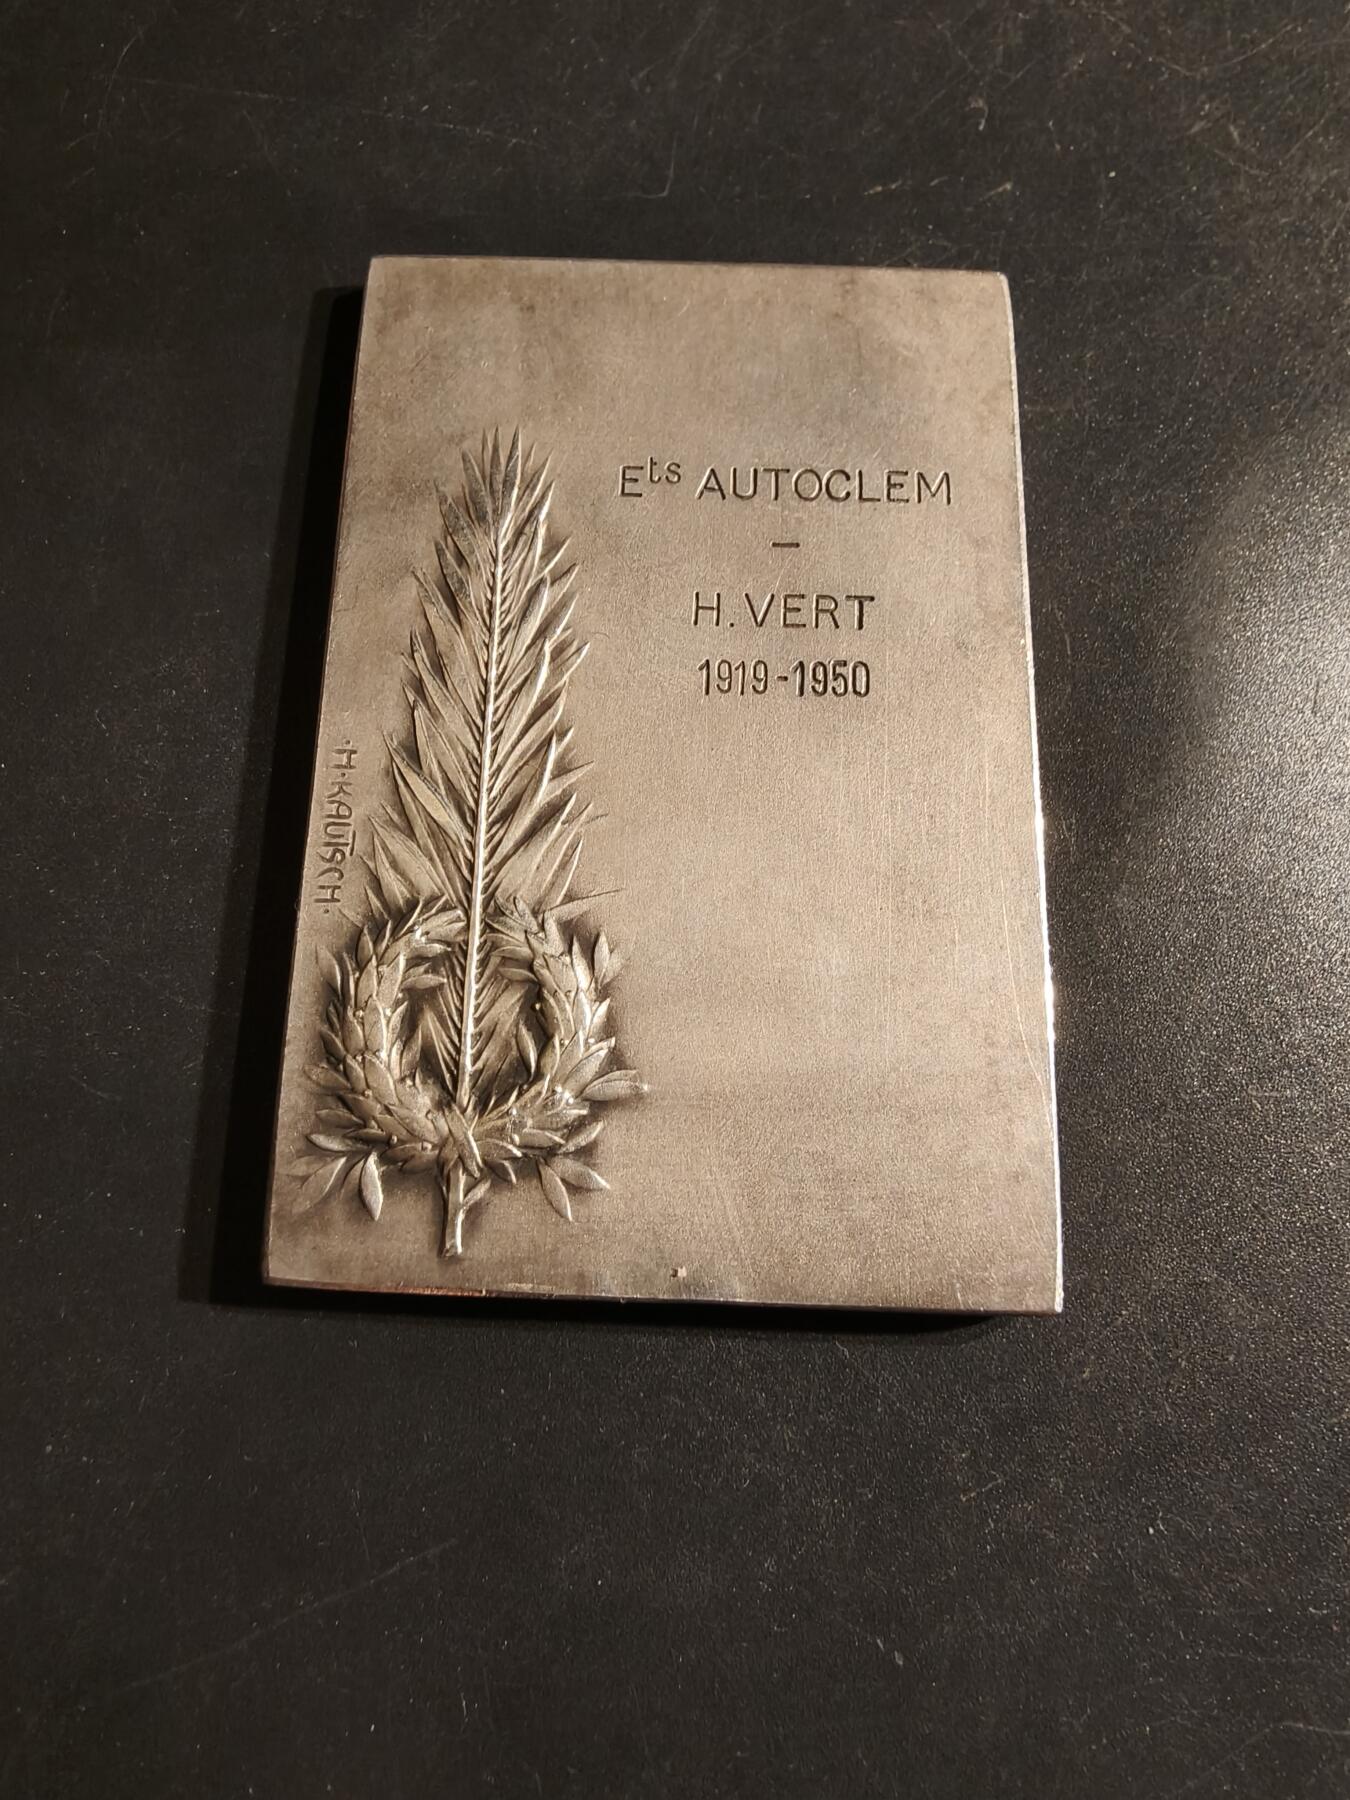 Ets AUTOCLEM
-
H. VERT
1919-1950
·H·KAUTSCH·